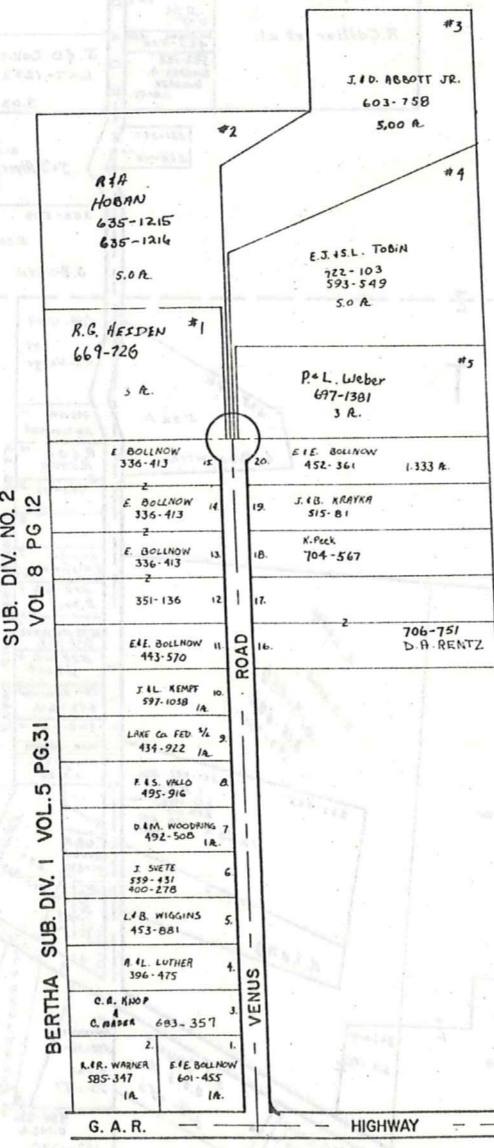 #3
J. & D. ABBOTT JR.
603-758
5.00 A.
#2
R & A
HOBAN
635-1215
635-1216
5.0 A.
#4
E.J. & S.L. TOBIN
722-103
593-549
5.0 A.
#1
R.G. HEIDEN
669-726
5 A.
#5
P. & L. Weber
697-1381
3 A.
E BOLLNOW
336-413
15.
20.
E. & E. BOLLNOW
452-361
1.333 A.
2
E. BOLLNOW
336-413
14.
19.
J. & B. KRAYKA
515-81
2
E. BOLLNOW
336-413
13.
18.
K. Peck
704-567
2
351-136
12
17.
2
E. & E. BOLLNOW
443-570
11
16.
706-751
D.A. RENTZ
J. & L. KEMPF
597-1038
1A.
10.
LAKE Co. FED. S/L
434-922
1A.
9.
F. & S. VALLO
495-916
8.
D & M. WOODRING
492-508
1A.
7
J. SVETE
559-431
400-278
6
L. & B. WIGGINS
453-881
5.
A. & L. LUTHER
396-475
4.
C.A. KNOP
&
C. MADER
693-357
3.
2.
R. & R. WARNER
585-347
1A.
1.
E. & E. BOLLNOW
601-455
1A.
VENUS ROAD
G. A. R. HIGHWAY
SUB. DIV. NO. 2
VOL 8 PG 12
BERTHA SUB. DIV. 1 VOL. 5 PG. 31